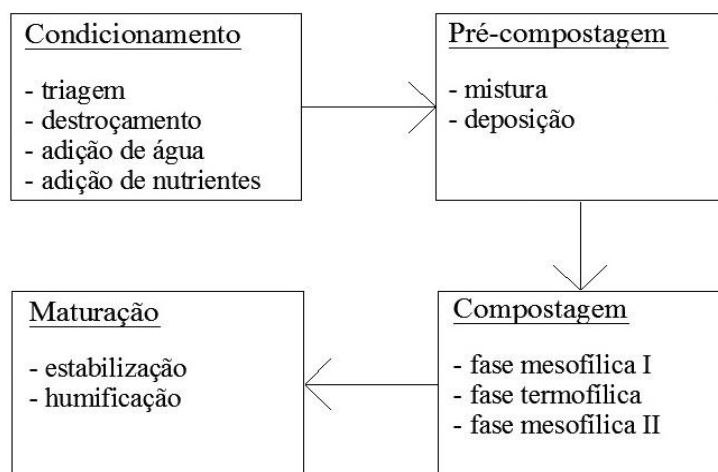 Condicionamento
- triagem
- destroçamento
- adição de água
- adição de nutrientes
Pré-compostagem
- mistura
- deposição
Compostagem
- fase mesofílica I
- fase termofílica
- fase mesofílica II
Maturação
- estabilização
- humificação